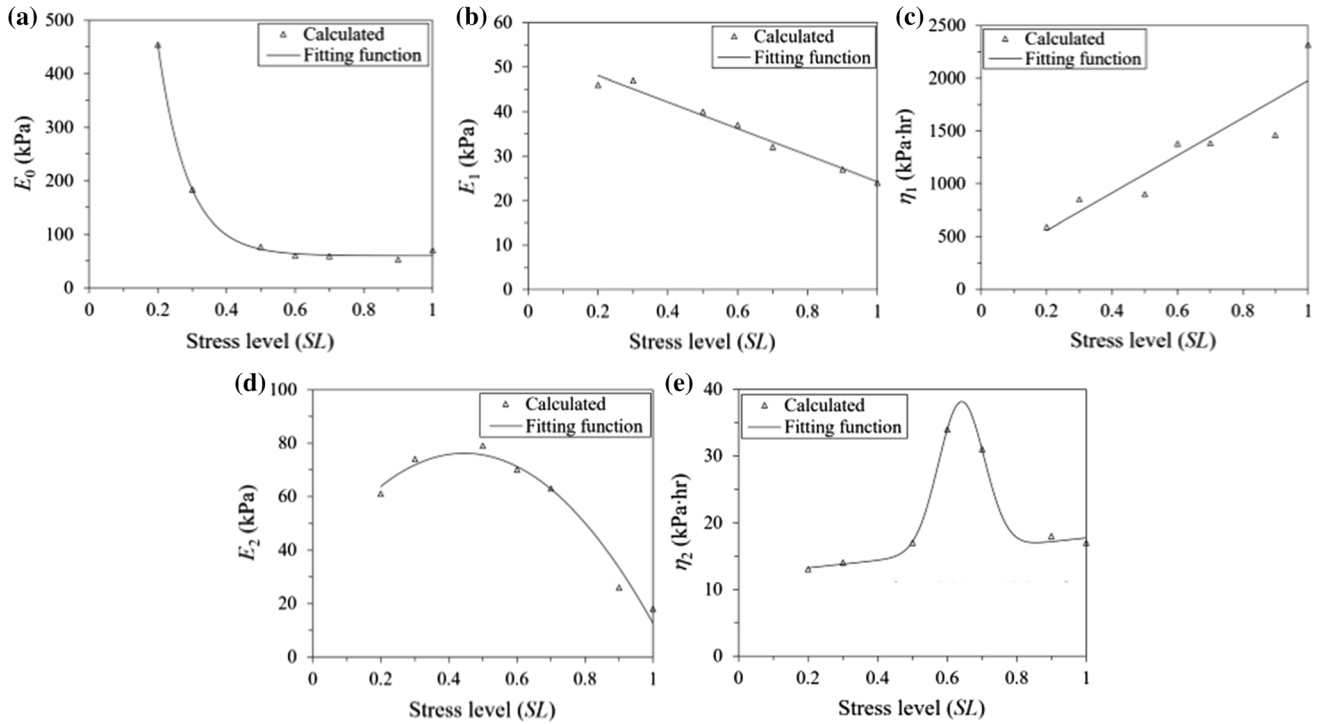 (a)
500
450
400
350
300
250
200
150
100
50
0
E₀ (kPa)
0 0.2 0.4 0.6 0.8 1
Stress level (SL)
Calculated
Fitting function
(b)
60
50
40
30
20
10
0
E₁ (kPa)
0 0.2 0.4 0.6 0.8 1
Stress level (SL)
Calculated
Fitting function
(c)
2500
2000
1500
1000
500
0
η₁ (kPa·hr)
0 0.2 0.4 0.6 0.8 1
Stress level (SL)
Calculated
Fitting function
(d)
100
80
60
40
20
0
E₂ (kPa)
0 0.2 0.4 0.6 0.8 1
Stress level (SL)
Calculated
Fitting function
(e)
40
30
20
10
0
η₂ (kPa·hr)
0 0.2 0.4 0.6 0.8 1
Stress level (SL)
Calculated
Fitting function